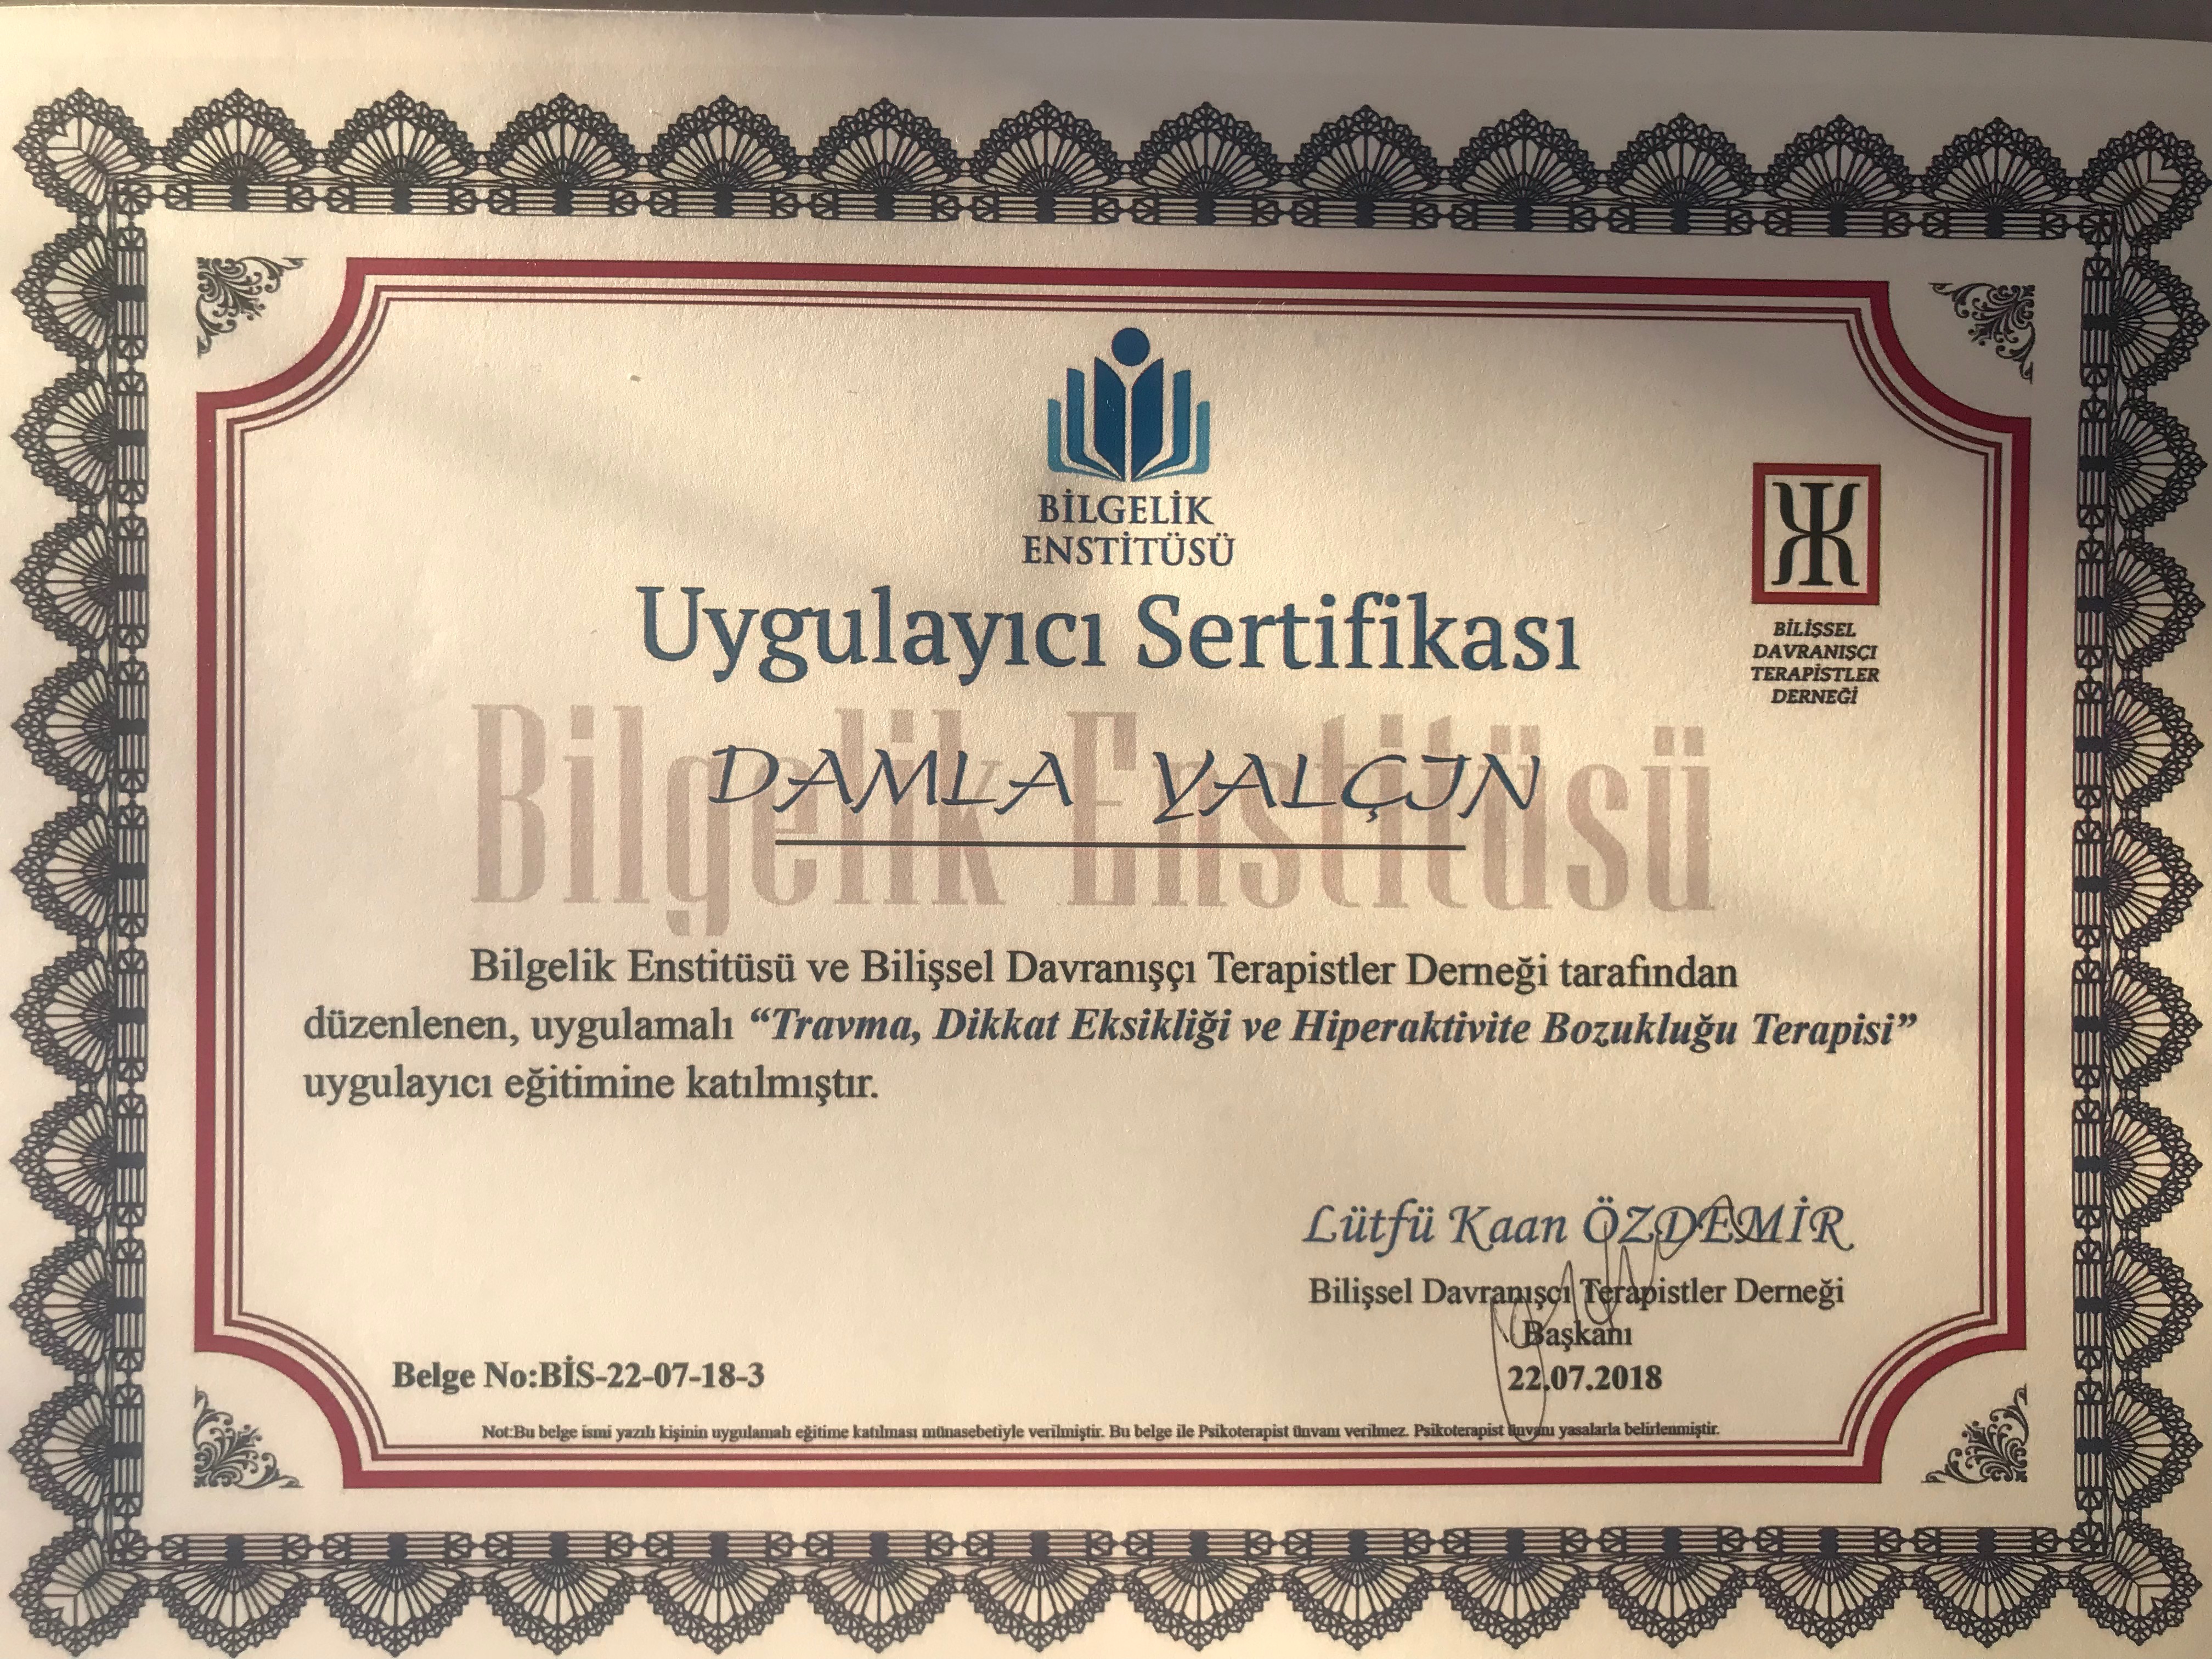 BİLGELİK
ENSTİTÜSÜ
Uygulayıcı Sertifikası
BİLİŞSEL
DAVRANIŞÇI
TERAPİSTLER
DERNEĞİ
Bilgelik Enstitüsü
DAMLA YALÇIN
Bilgelik Enstitüsü ve Bilişsel Davranışçı Terapistler Derneği tarafından
düzenlenen, uygulamalı “Travma, Dikkat Eksikliği ve Hiperaktivite Bozukluğu Terapisi”
uygulayıcı eğitimine katılmıştır.
Lütfü Kaan ÖZDEMİR
Bilişsel Davranışçı Terapistler Derneği
Başkanı
22.07.2018
Belge No:BİS-22-07-18-3
Not:Bu belge ismi yazılı kişinin uygulamalı eğitime katılması münasebetiyle verilmiştir. Bu belge ile Psikoterapist ünvanı verilmez. Psikoterapist ünvanı yasalarla belirlenmiştir.